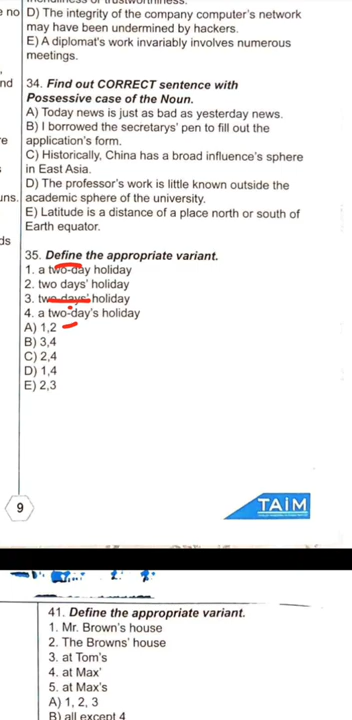 e no D) The integrity of the company computer's network
may have been undermined by hackers.
E) A diplomat's work invariably involves numerous
meetings.
nd 34. Find out CORRECT sentence with
Possessive case of the Noun.
A) Today news is just as bad as yesterday news.
B) I borrowed the secretarys' pen to fill out the
e application's form.
C) Historically, China has a broad influence's sphere
in East Asia.
D) The professor's work is little known outside the
uns. academic sphere of the university.
E) Latitude is a distance of a place north or south of
Earth equator.
ds
35. Define the appropriate variant.
1. a two-day holiday
2. two days' holiday
3. two-days' holiday
4. a two-day's holiday
A) 1,2
B) 3,4
C) 2,4
D) 1,4
E) 2,3
9
TAIM
41. Define the appropriate variant.
1. Mr. Brown's house
2. The Browns' house
3. at Tom's
4. at Max'
5. at Max's
A) 1, 2, 3
B) all except 4